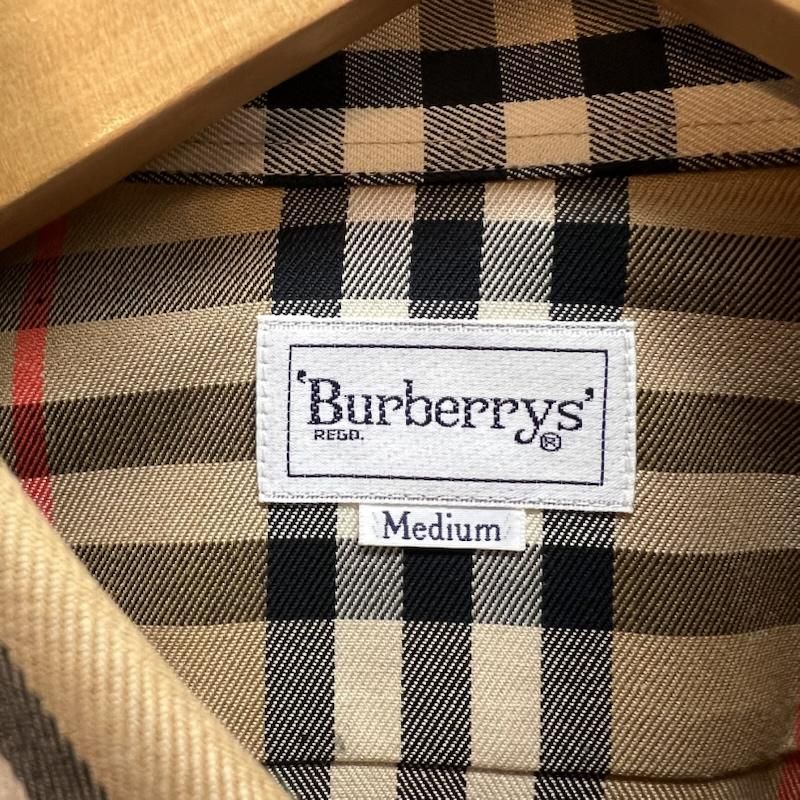 'Burberrys'
REGD. ®
Medium